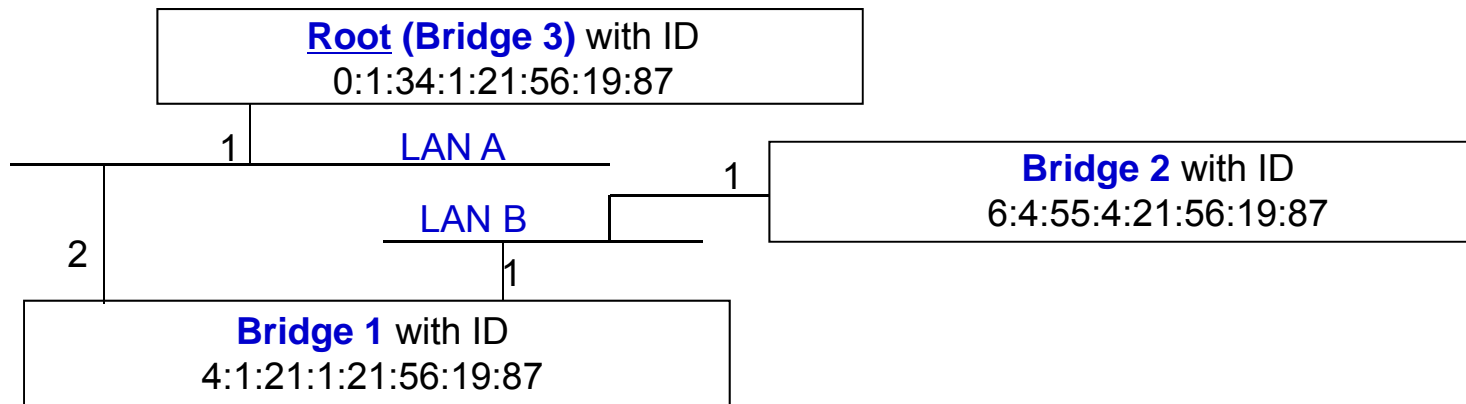 Root (Bridge 3) with ID
0:1:34:1:21:56:19:87
1
LAN A
1
Bridge 2 with ID
6:4:55:4:21:56:19:87
LAN B
2
1
Bridge 1 with ID
4:1:21:1:21:56:19:87